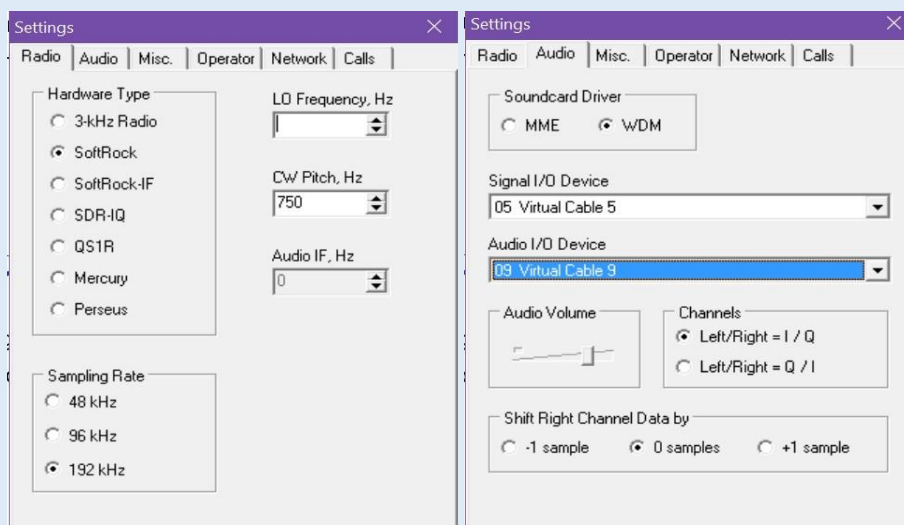 Settings
Radio Audio Misc. Operator Network Calls
Hardware Type
3-kHz Radio
SoftRock
SoftRock-IF
SDR-IQ
QS1R
Mercury
Perseus
LO Frequency, Hz
CW Pitch, Hz
750
Audio IF, Hz
0
Sampling Rate
48 kHz
96 kHz
192 kHz
Settings
Radio Audio Misc. Operator Network Calls
Soundcard Driver
MME WDM
Signal I/O Device
05 Virtual Cable 5
Audio I/O Device
09 Virtual Cable 9
Audio Volume
Channels
Left/Right = I / Q
Left/Right = Q / I
Shift Right Channel Data by
-1 sample 0 samples +1 sample